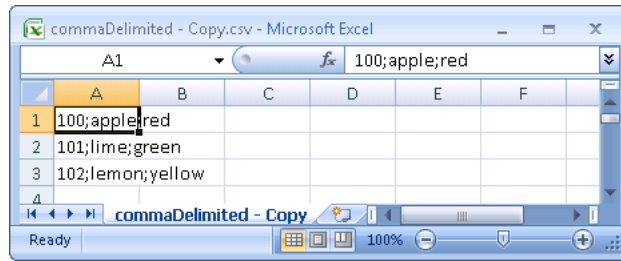 commaDelimited - Copy.csv - Microsoft Excel
A1 fx 100;apple;red
A B C D E F
1 100;apple;red
2 101;lime;green
3 102;lemon;yellow
4
commaDelimited - Copy
Ready 100%